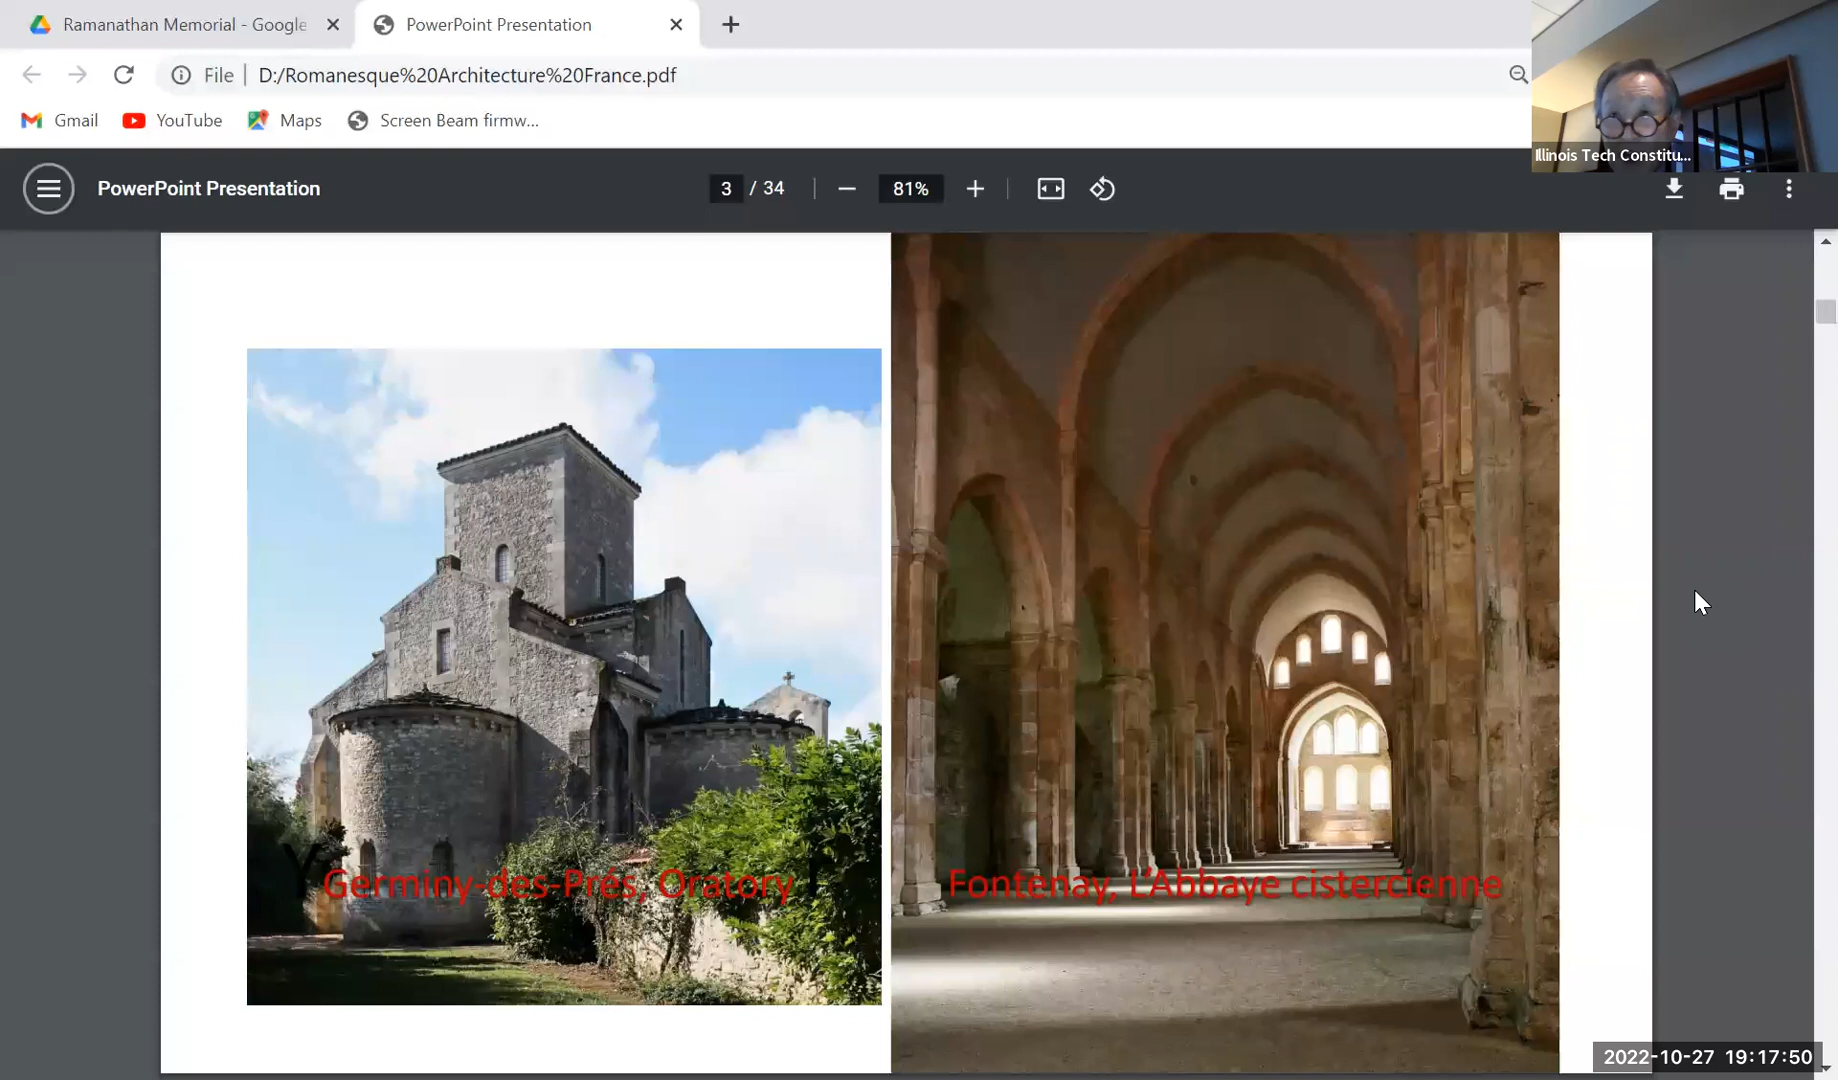 Ramanathan Memorial - Google
PowerPoint Presentation
File
D:/Romanesque%20Architecture%20France.pdf
Gmail
YouTube
Maps
Screen Beam firmw...
Illinois Tech Constitu...
PowerPoint Presentation
3 / 34
81%
Germiny-des-Prés, Oratory
Fontenay, L'Abbaye cistercienne
2022-10-27 19:17:50